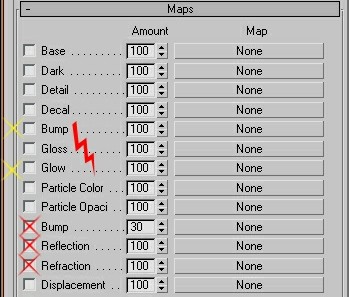 - Maps
Amount Map
Base .......... 100 None
Dark .......... 100 None
Detail ......... 100 None
Decal ......... 100 None
Bump ......... 100 None
Gloss ......... 100 None
Glow .......... 100 None
Particle Color .. 100 None
Particle Opaci .. 100 None
Bump ......... 30 None
Reflection ..... 100 None
Refraction ..... 100 None
Displacement . 100 None